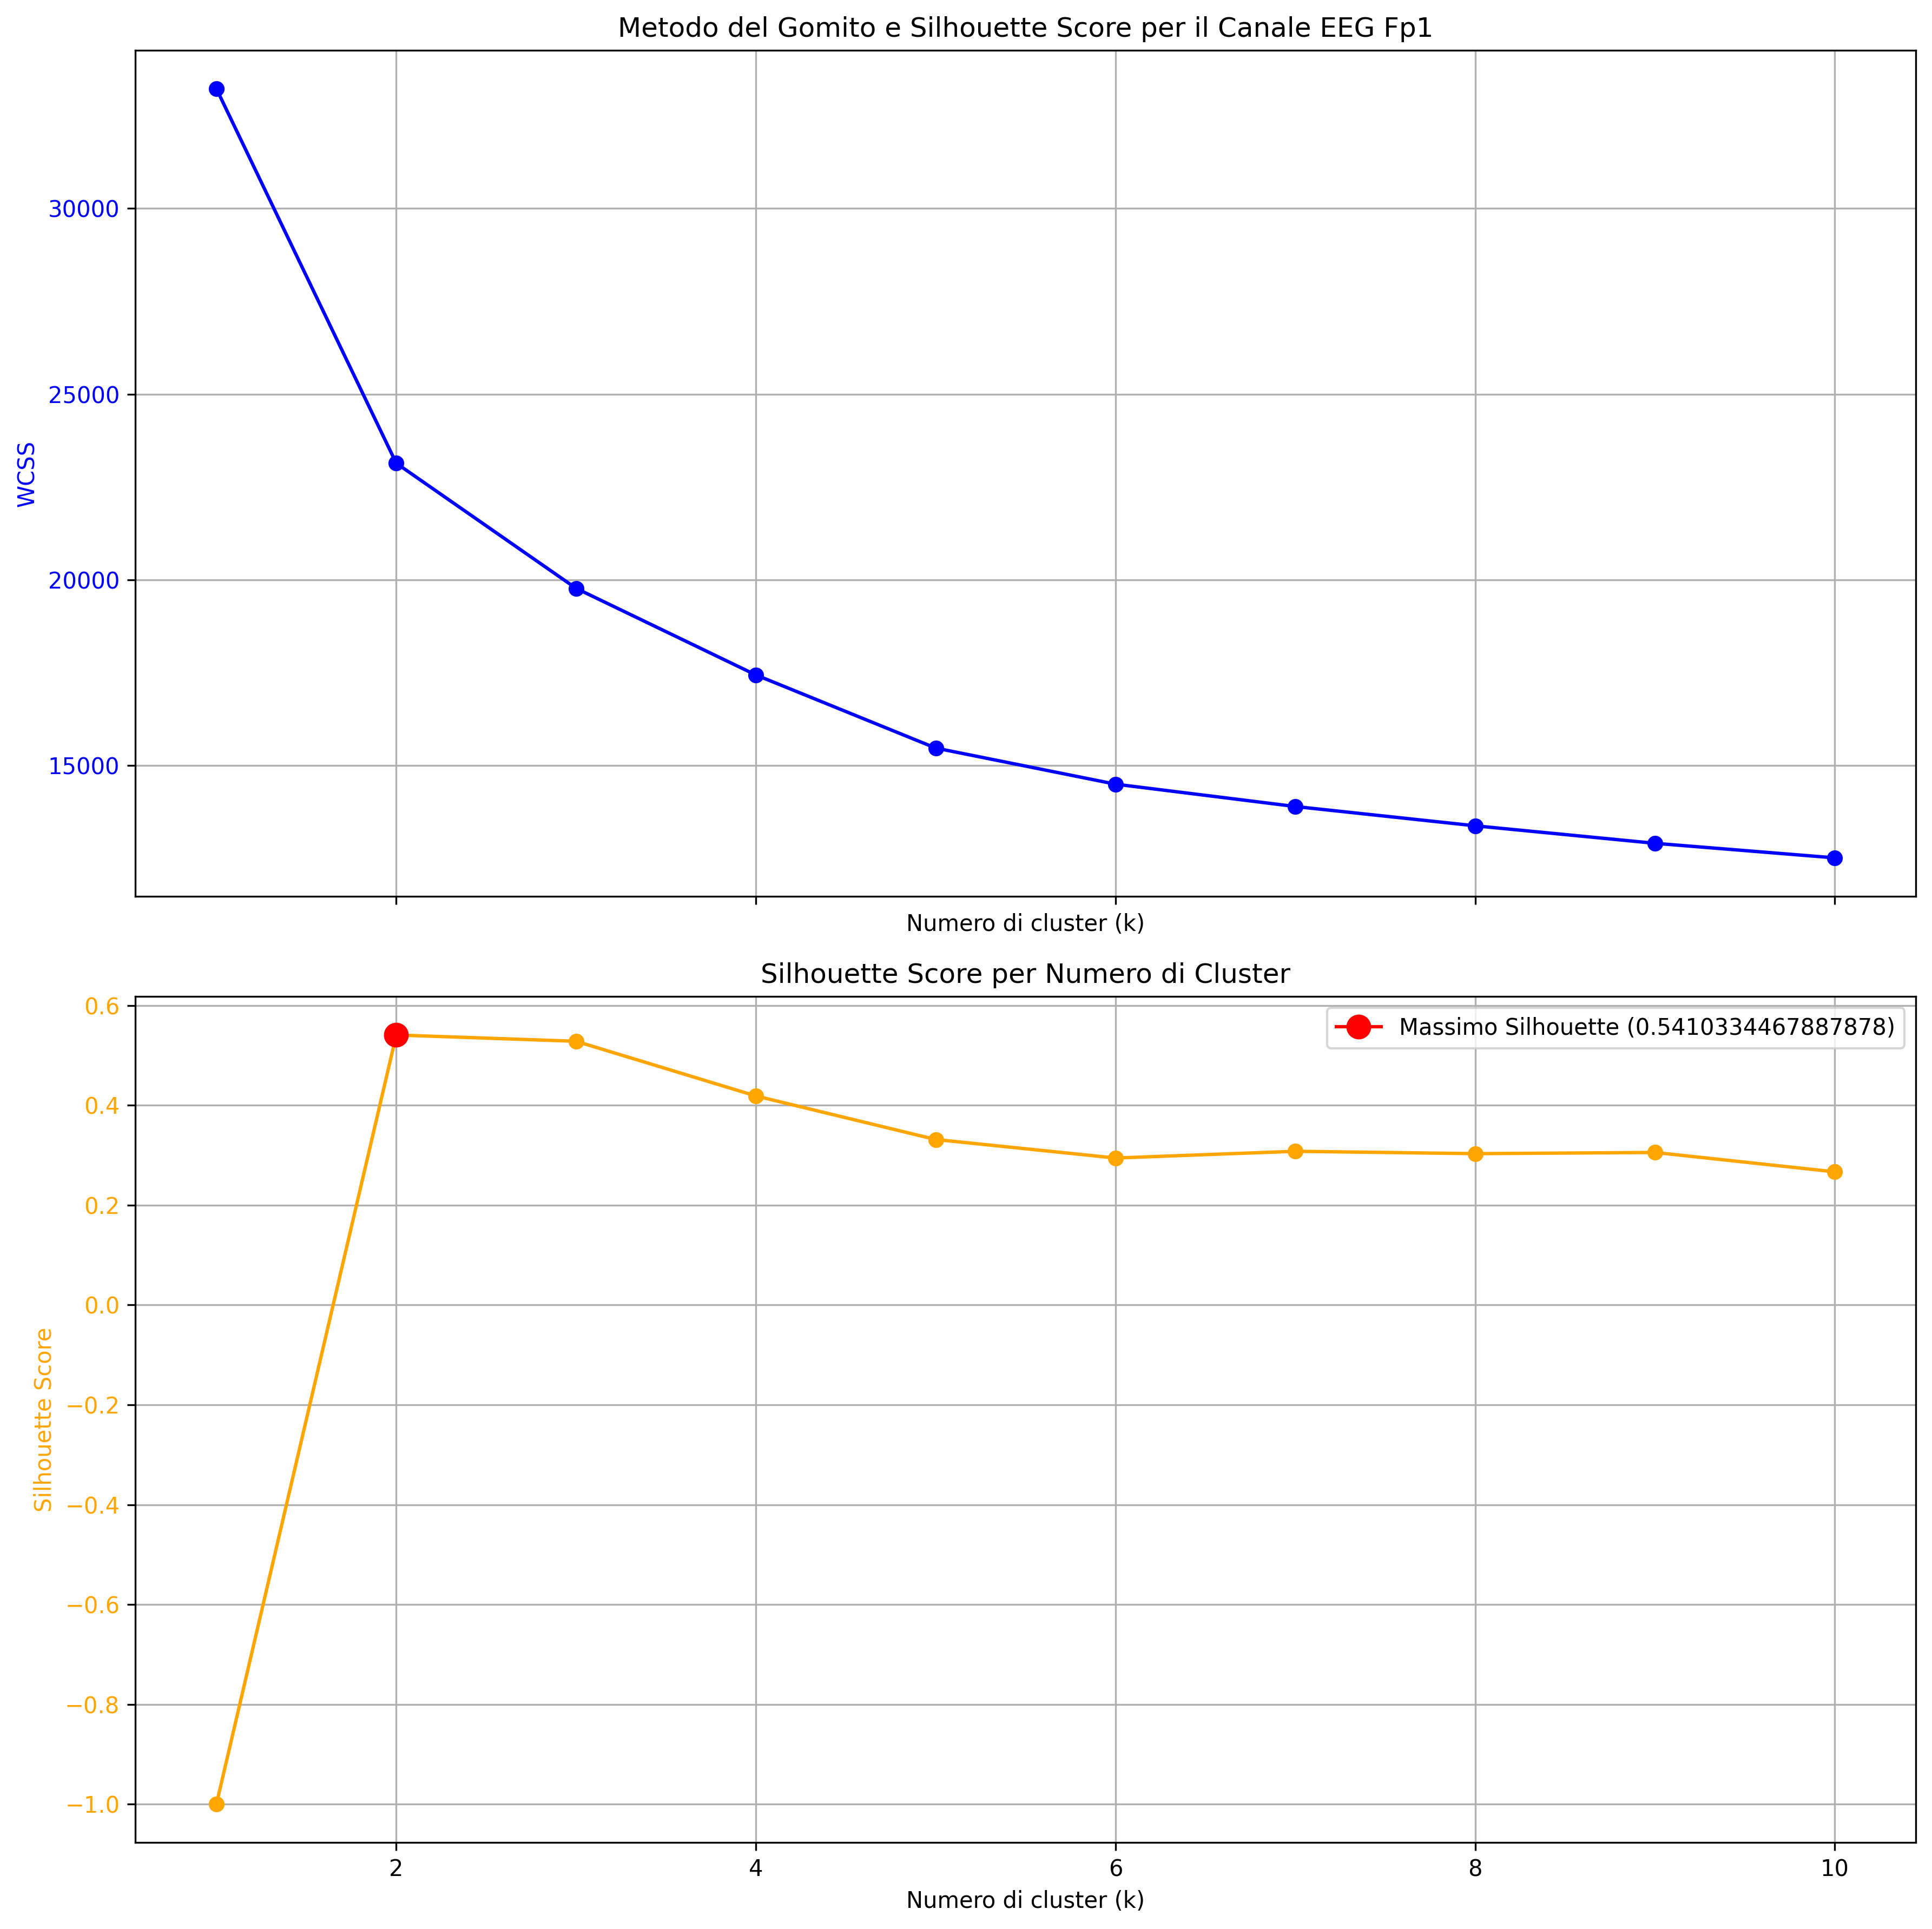 Metodo del Gomito e Silhouette Score per il Canale EEG Fp1
30000
25000
20000
15000
WCSS
Numero di cluster (k)
Silhouette Score per Numero di Cluster
Massimo Silhouette (0.5410334467887878)
0.6
0.4
0.2
0.0
−0.2
−0.4
−0.6
−0.8
−1.0
Silhouette Score
2 4 6 8 10
Numero di cluster (k)